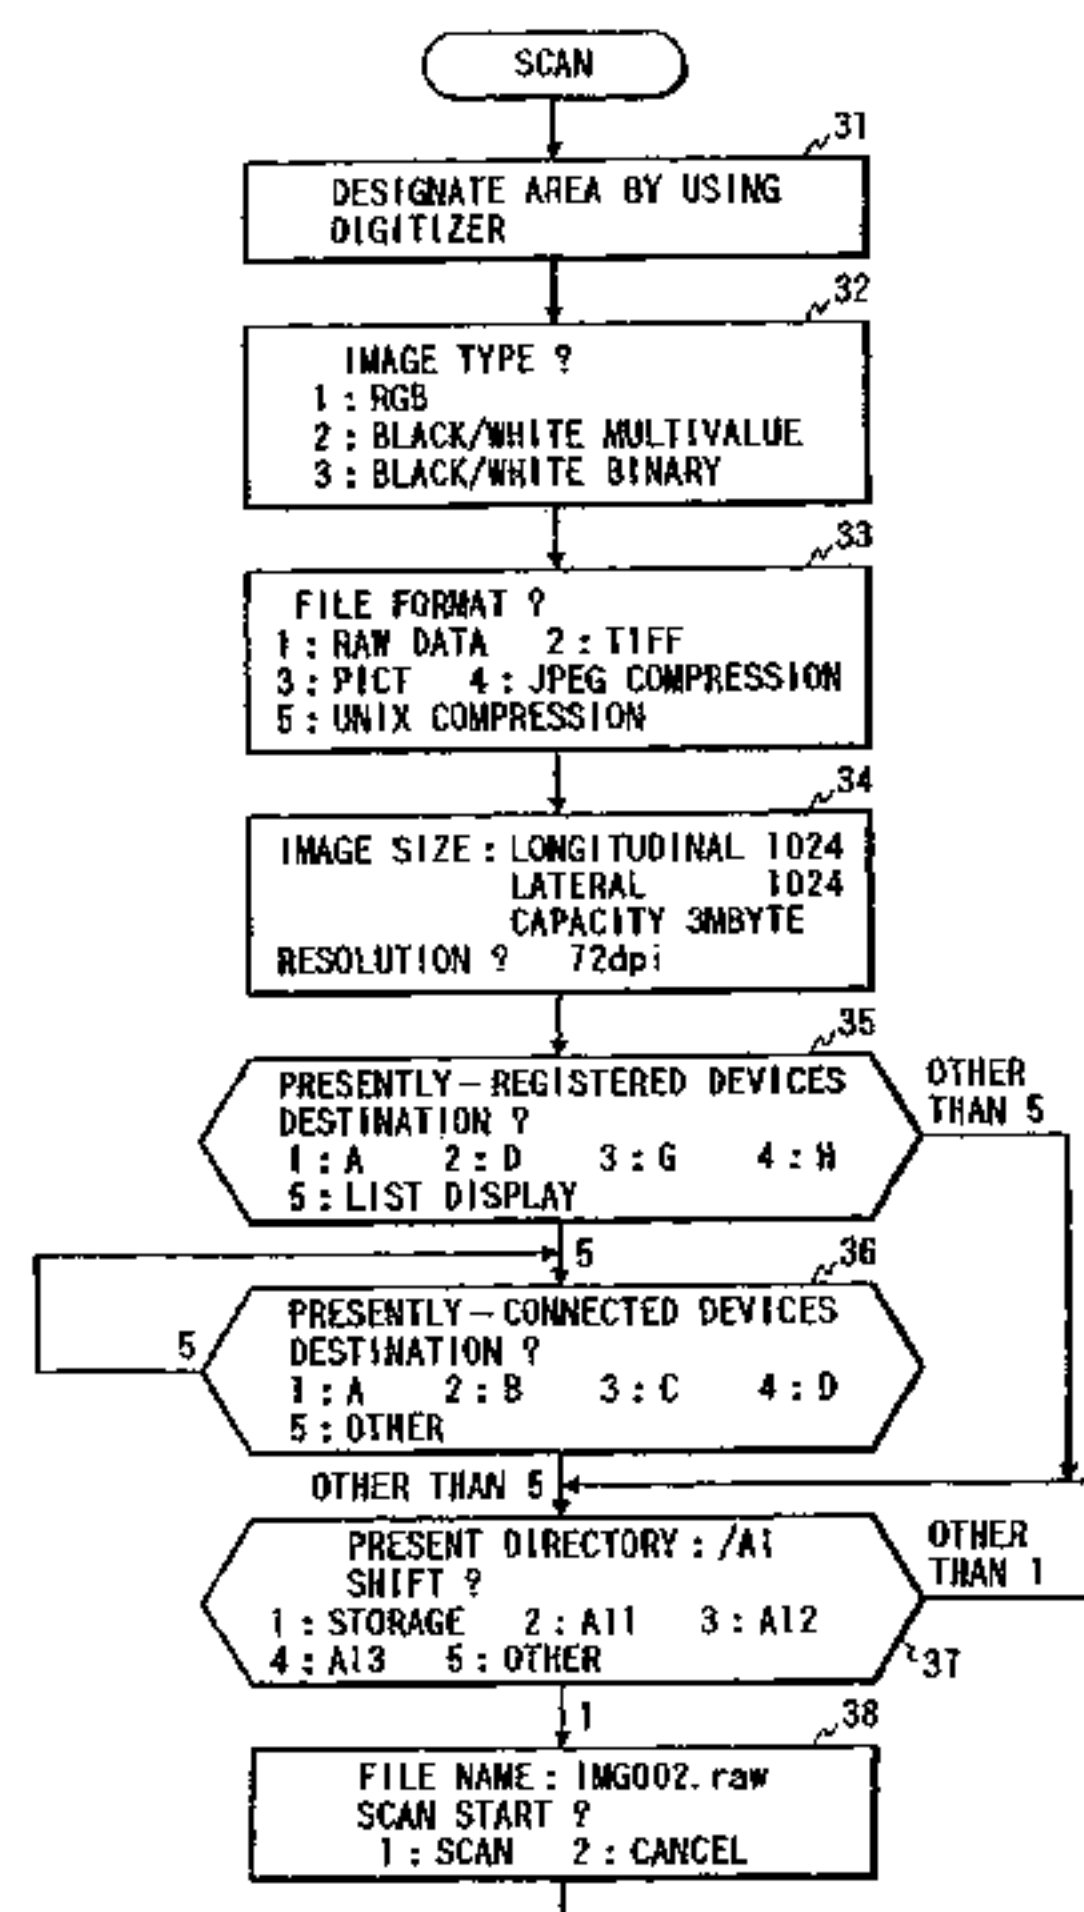 SCAN
31
DESIGNATE AREA BY USING
DIGITIZER
32
IMAGE TYPE ?
1 : RGB
2 : BLACK/WHITE MULTIVALUE
3 : BLACK/WHITE BINARY
33
FILE FORMAT ?
1 : RAW DATA 2 : TIFF
3 : PICT 4 : JPEG COMPRESSION
5 : UNIX COMPRESSION
34
IMAGE SIZE : LONGITUDINAL 1024
LATERAL 1024
CAPACITY 3MBYTE
RESOLUTION ? 72dpi
35
PRESENTLY-REGISTERED DEVICES
DESTINATION ?
1 : A 2 : D 3 : G 4 : H
5 : LIST DISPLAY
OTHER
THAN 5
5
36
PRESENTLY-CONNECTED DEVICES
DESTINATION ?
1 : A 2 : B 3 : C 4 : D
5 : OTHER
5
OTHER THAN 5
PRESENT DIRECTORY : /A1
SHIFT ?
1 : STORAGE 2 : A11 3 : A12
4 : A13 5 : OTHER
OTHER
THAN 1
37
1
38
FILE NAME : IMG002.raw
SCAN START ?
1 : SCAN 2 : CANCEL